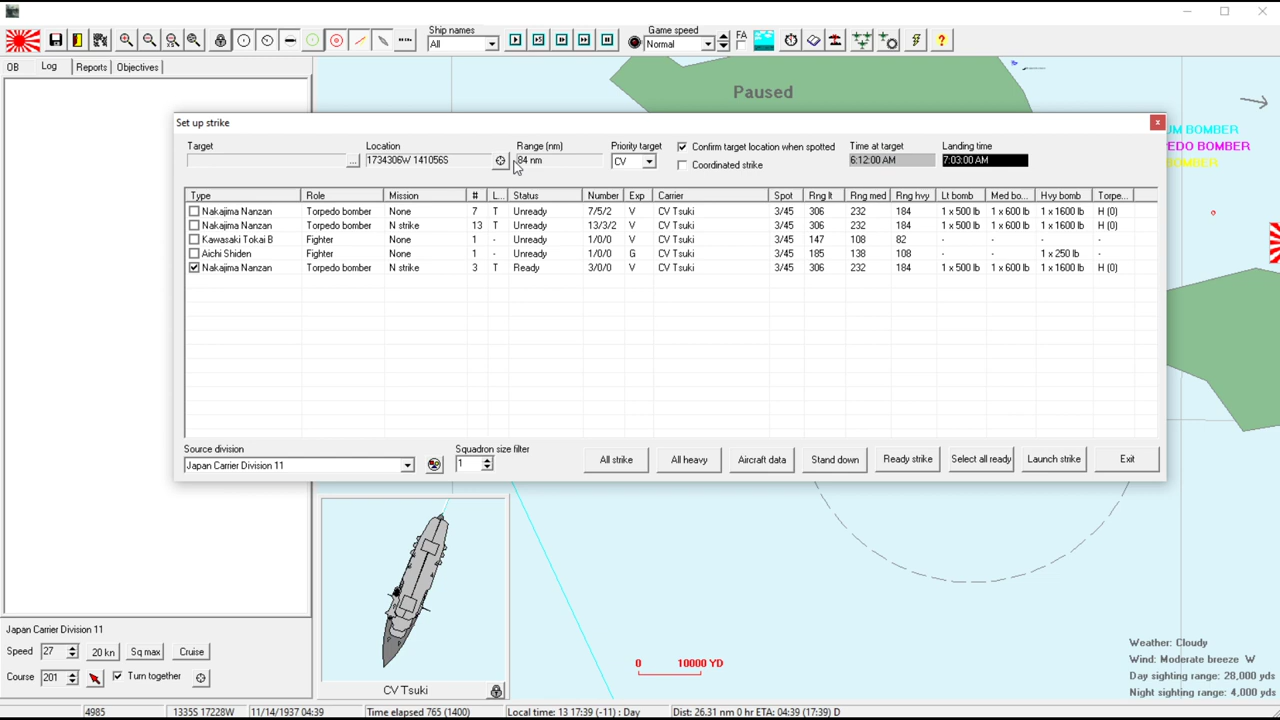 Ship names
Game speed
All
Normal
FA
OB Log Reports Objectives
Paused
Set up strike
x
Target
Location
Range (nm)
Priority target
Confirm target location when spotted
Time at target
Landing time
...
1734306W 141056S
84 nm
CV
Coordinated strike
6:12:00 AM
7:03:00 AM
UM BOMBER
PEDO BOMBER
BOMBER
Type Role Mission # L... Status Number Exp Carrier Spot Rng lt Rng med Rng hvy Lt bomb Med bo... Hvy bomb Torpe...
Nakajima Nanzan Torpedo bomber None 7 T Unready 7/5/2 V CV Tsuki 3/45 306 232 184 1 x 500 lb 1 x 600 lb 1 x 1600 lb H (0)
Nakajima Nanzan Torpedo bomber N strike 13 T Unready 13/3/2 V CV Tsuki 3/45 306 232 184 1 x 500 lb 1 x 600 lb 1 x 1600 lb H (0)
Kawasaki Tokai B Fighter None 1 - Unready 1/0/0 V CV Tsuki 3/45 147 108 82 - - - -
Aichi Shiden Fighter None 1 - Unready 1/0/0 G CV Tsuki 3/45 185 138 108 - - 1 x 250 lb -
Nakajima Nanzan Torpedo bomber N strike 3 T Ready 3/0/0 V CV Tsuki 3/45 306 232 184 1 x 500 lb 1 x 600 lb 1 x 1600 lb H (0)
Source division
Japan Carrier Division 11
Squadron size filter
1
All strike
All heavy
Aircraft data
Stand down
Ready strike
Select all ready
Launch strike
Exit
Japan Carrier Division 11
Speed 27 20 kn Sq max Cruise
Course 201 Turn together
CV Tsuki
0 10000 YD
Weather: Cloudy
Wind: Moderate breeze W
Day sighting range: 28,000 yds
Night sighting range: 4,000 yds
4985 1335S 17228W 11/14/1937 04:39 Time elapsed 765 (1400) Local time: 13 17:39 (-11) : Day Dist: 26.31 nm 0 hr ETA: 04:39 (17:39) D